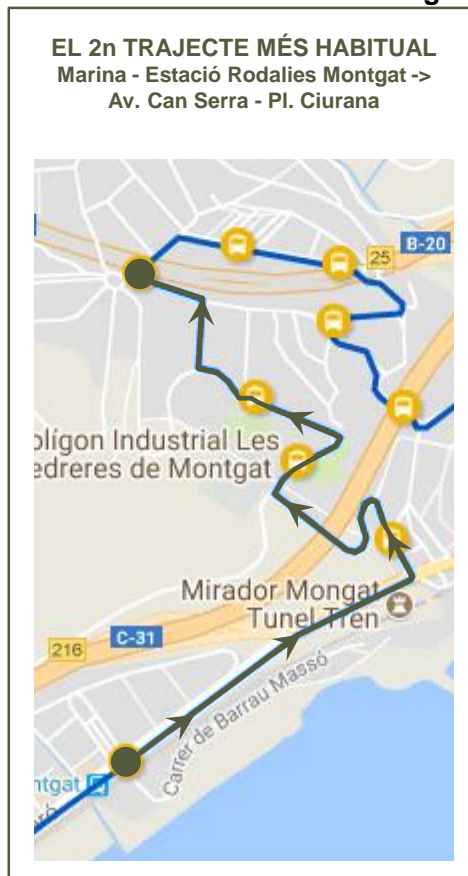 g
EL 2n TRAJECTE MÉS HABITUAL
Marina - Estació Rodalies Montgat ->
Av. Can Serra - Pl. Ciurana
B-20
25
olígon Industrial Les
edreres de Montgat
Mirador Mongat
Tunel Tren
C-31
216
Carrer de Barrau Massó
ntgat